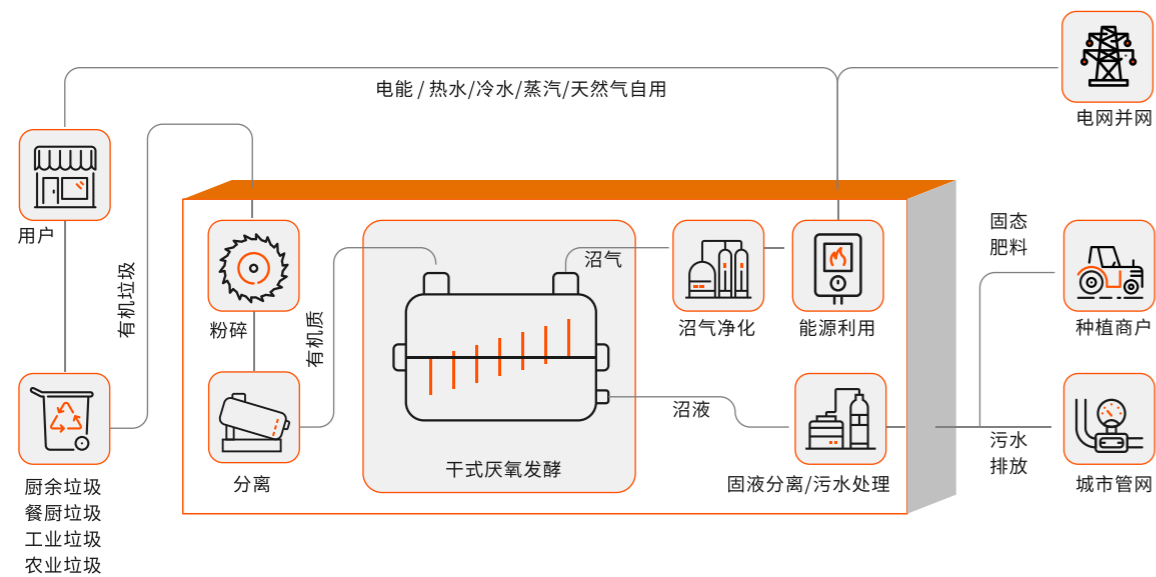 电能 / 热水/冷水/蒸汽/天然气自用
电网并网
用户
有机垃圾
厨余垃圾
餐厨垃圾
工业垃圾
农业垃圾
粉碎
分离
有机质
干式厌氧发酵
沼气
沼气净化
能源利用
沼液
固液分离/污水处理
固态
肥料
种植商户
污水
排放
城市管网